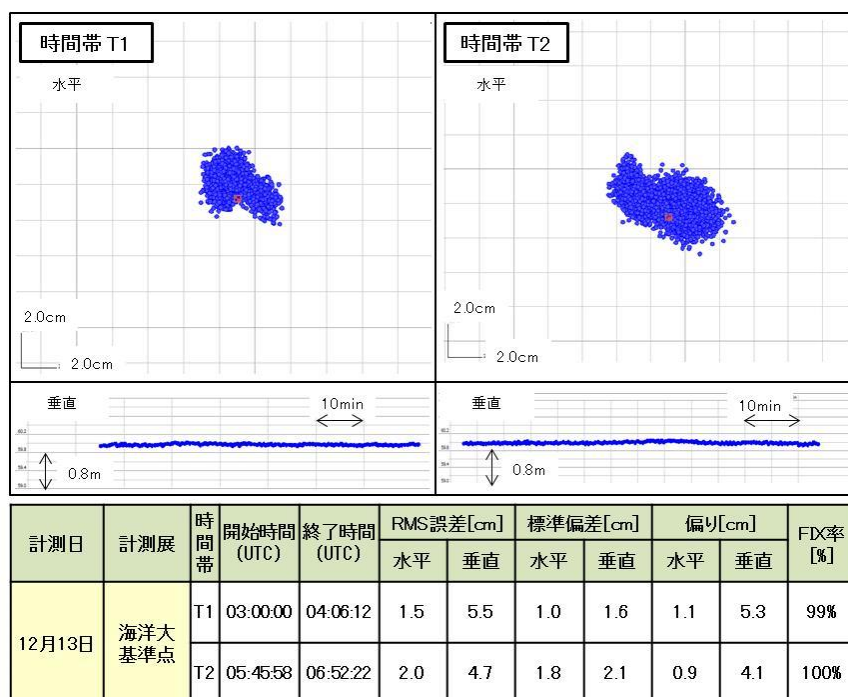 時間帯 T1
水平
2.0cm
2.0cm
時間帯 T2
水平
2.0cm
2.0cm
垂直
10min
0.8m
垂直
10min
0.8m
計測日 計測展 時間帯 開始時間(UTC) 終了時間(UTC) RMS誤差[cm] 標準偏差[cm] 偏り[cm] FIX率[%]
水平 垂直 水平 垂直 水平 垂直
12月13日 海洋大基準点 T1 03:00:00 04:06:12 1.5 5.5 1.0 1.6 1.1 5.3 99%
T2 05:45:58 06:52:22 2.0 4.7 1.8 2.1 0.9 4.1 100%